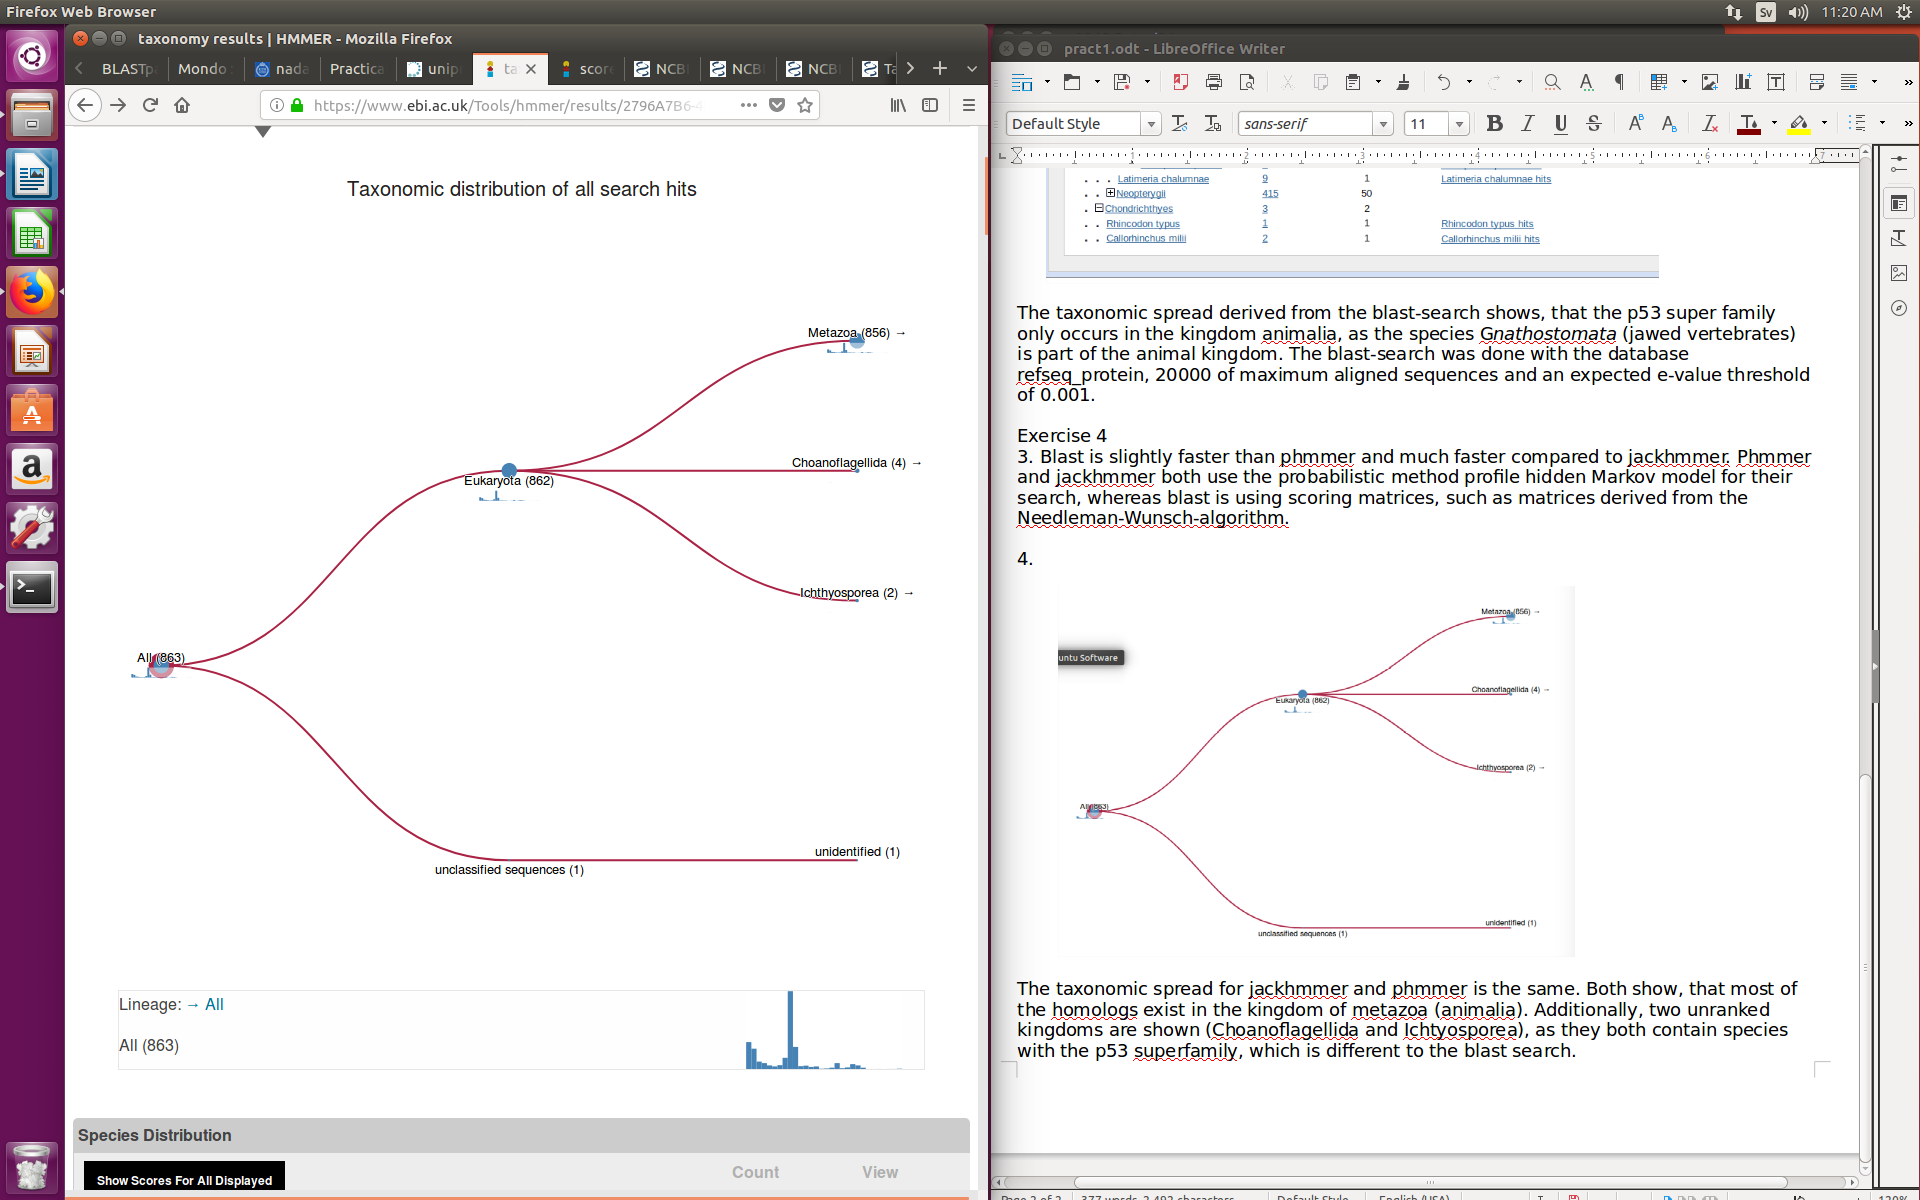 Firefox Web Browser
Sv
11:20 AM
taxonomy results | HMMER - Mozilla Firefox
BLASTp
Mondo
nada
Practica
unip
ta
score
NCB
NCB
NCB
Ta
https://www.ebi.ac.uk/Tools/hmmer/results/2796A7B6-4
Taxonomic distribution of all search hits
Metazoa (856) →
Choanoflagellida (4) →
Eukaryota (862)
Ichthyosporea (2) →
All (863)
unidentified (1)
unclassified sequences (1)
Lineage: → All
All (863)
Species Distribution
Count View
Show Scores For All Displayed
pract1.odt - LibreOffice Writer
Default Style
sans-serif
11
Latimeria chalumnae 9 1 Latimeria chalumnae hits
Neopterygii 415 50
Chondrichthyes 3 2
Rhincodon typus 1 1 Rhincodon typus hits
Callorhinchus milii 2 1 Callorhinchus milii hits
The taxonomic spread derived from the blast-search shows, that the p53 super family
only occurs in the kingdom animalia, as the species Gnathostomata (jawed vertebrates)
is part of the animal kingdom. The blast-search was done with the database
refseq_protein, 20000 of maximum aligned sequences and an expected e-value threshold
of 0.001.
Exercise 4
3. Blast is slightly faster than phmmer and much faster compared to jackhmmer. Phmmer
and jackhmmer both use the probabilistic method profile hidden Markov model for their
search, whereas blast is using scoring matrices, such as matrices derived from the
Needleman-Wunsch-algorithm.
4.
Metazoa (856) →
untu Software
Choanoflagellida (4) →
Eukaryota (862)
Ichthyosporea (2) →
All (863)
unidentified (1)
unclassified sequences (1)
The taxonomic spread for jackhmmer and phmmer is the same. Both show, that most of
the homologs exist in the kingdom of metazoa (animalia). Additionally, two unranked
kingdoms are shown (Choanoflagellida and Ichtyosporea), as they both contain species
with the p53 superfamily, which is different to the blast search.